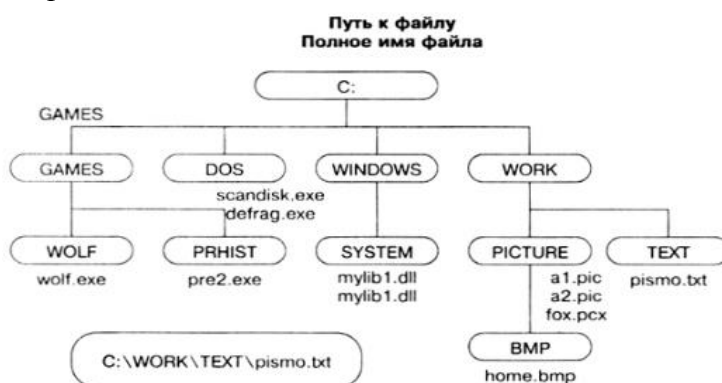 Путь к файлу
Полное имя файла
C:
GAMES
GAMES DOS WINDOWS WORK
scandisk.exe
defrag.exe
WOLF PRHIST SYSTEM PICTURE TEXT
wolf.exe pre2.exe mylib1.dll a1.pic pismo.txt
mylib1.dll a2.pic
fox.pcx
C:\WORK\TEXT\pismo.txt
BMP
home.bmp